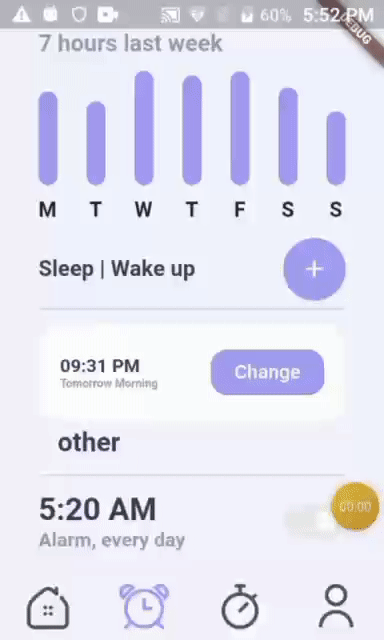 60% 5:52 PM
DEBUG
7 hours last week
M T W T F S S
Sleep | Wake up
+
09:31 PM
Tomorrow Morning
Change
other
5:20 AM
00:00
Alarm, every day